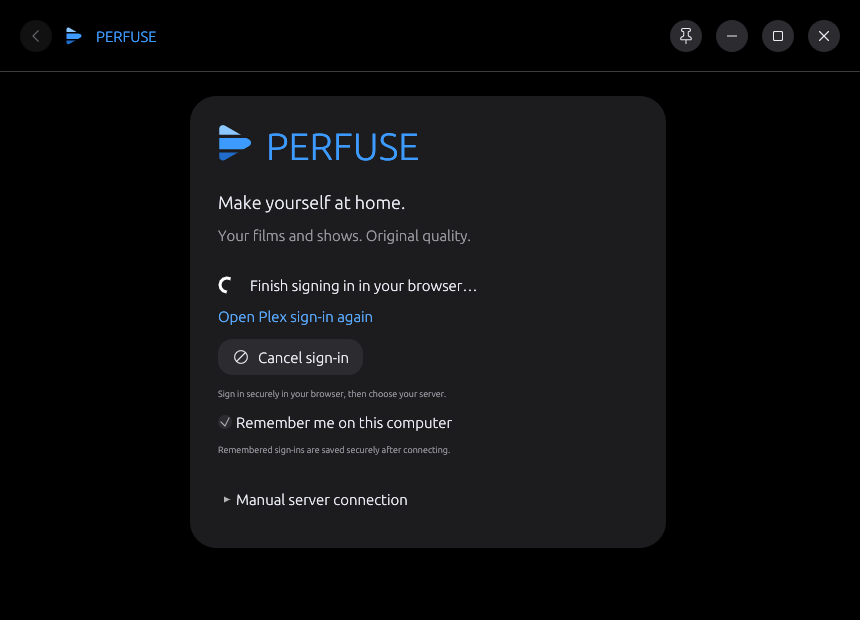 PERFUSE
PERFUSE
Make yourself at home.
Your films and shows. Original quality.
Finish signing in in your browser…
Open Plex sign-in again
Cancel sign-in
Sign in securely in your browser, then choose your server.
Remember me on this computer
Remembered sign-ins are saved securely after connecting.
Manual server connection